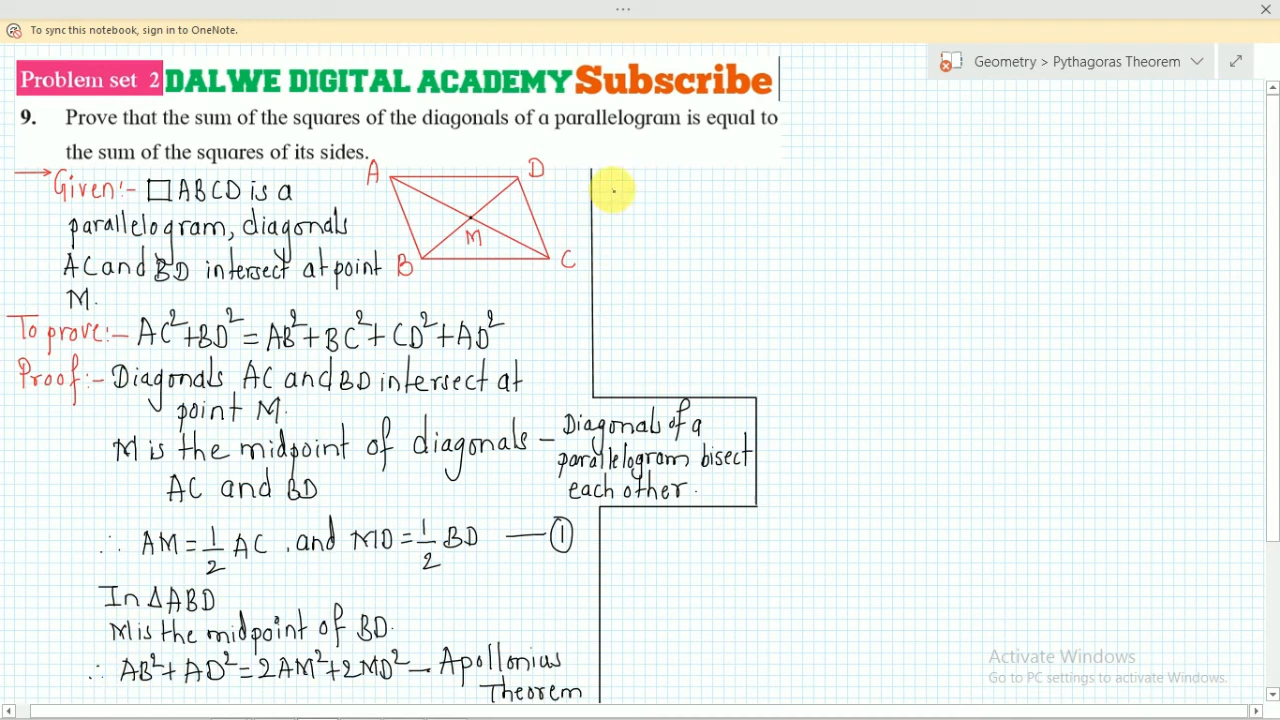 To sync this notebook, sign in to OneNote.
Geometry > Pythagoras Theorem
Problem set 2 DALWE DIGITAL ACADEMY Subscribe
9. Prove that the sum of the squares of the diagonals of a parallelogram is equal to
the sum of the squares of its sides.
Given:- □ABCD is a
parallelogram, diagonals
AC and BD intersect at point
M.
A D
M
B C
To prove:- AC²+BD² = AB²+BC²+CD²+AD²
Proof:- Diagonals AC and BD intersect at
point M.
M is the midpoint of diagonals - Diagonals of a
parallelogram bisect
AC and BD each other.
∴ AM = 1/2 AC, and MD = 1/2 BD — ①
In △ABD
M is the midpoint of BD.
∴ AB²+AD² = 2AM²+2MD² - Apollonius
Theorem
Activate Windows
Go to PC settings to activate Windows.